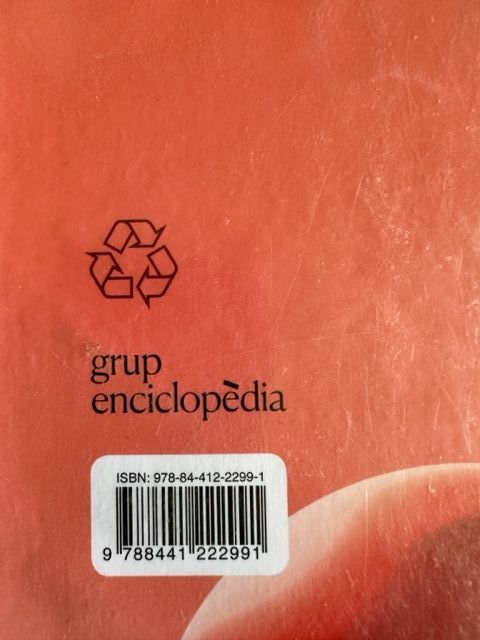 grup
enciclopèdia
ISBN: 978-84-412-2299-1
9 788441 222991